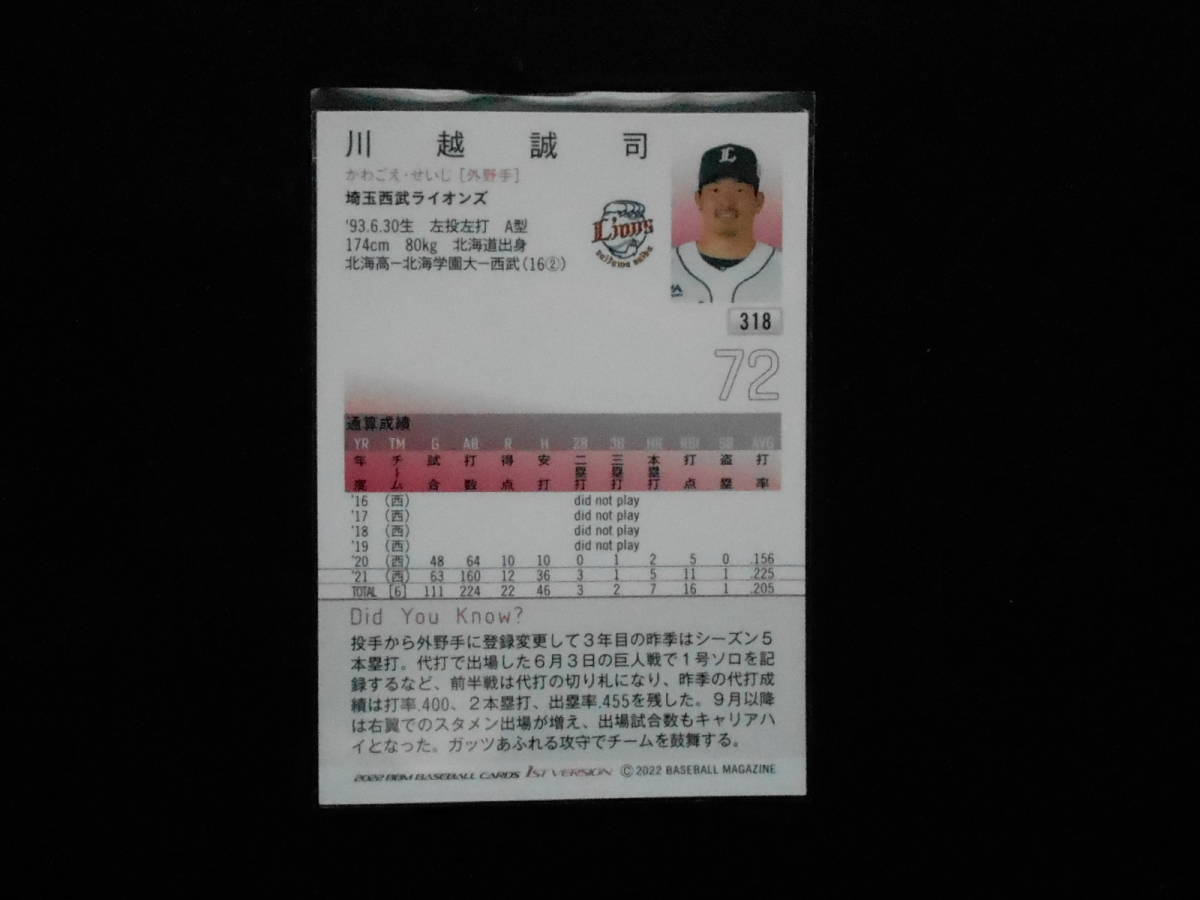 川越誠司
かわごえ・せいじ [外野手]
埼玉西武ライオンズ
'93.6.30生 左投左打 A型
174cm 80kg 北海道出身
北海高ー北海学園大ー西武(16②)
Lions
saitama seibu
L
318
72
通算成績
YR TM G AB R H 2B 3B HR RBI SB AVG
年度 チーム 試合 打数 得点 安打 二塁打 三塁打 本塁打 打点 盗塁 打率
'16 (西) did not play
'17 (西) did not play
'18 (西) did not play
'19 (西) did not play
'20 (西) 48 64 10 10 0 1 2 5 0 .156
'21 (西) 63 160 12 36 3 1 5 11 1 .225
TOTAL [6] 111 224 22 46 3 2 7 16 1 .205
Did You Know?
投手から外野手に登録変更して3年目の昨季はシーズン5
本塁打。代打で出場した6月3日の巨人戦で1号ソロを記
録するなど、前半戦は代打の切り札になり、昨季の代打成
績は打率.400、2本塁打、出塁率.455を残した。9月以降
は右翼でのスタメン出場が増え、出場試合数もキャリアハ
イとなった。ガッツあふれる攻守でチームを鼓舞する。
2022 BBM BASEBALL CARDS 1ST VERSION ©2022 BASEBALL MAGAZINE